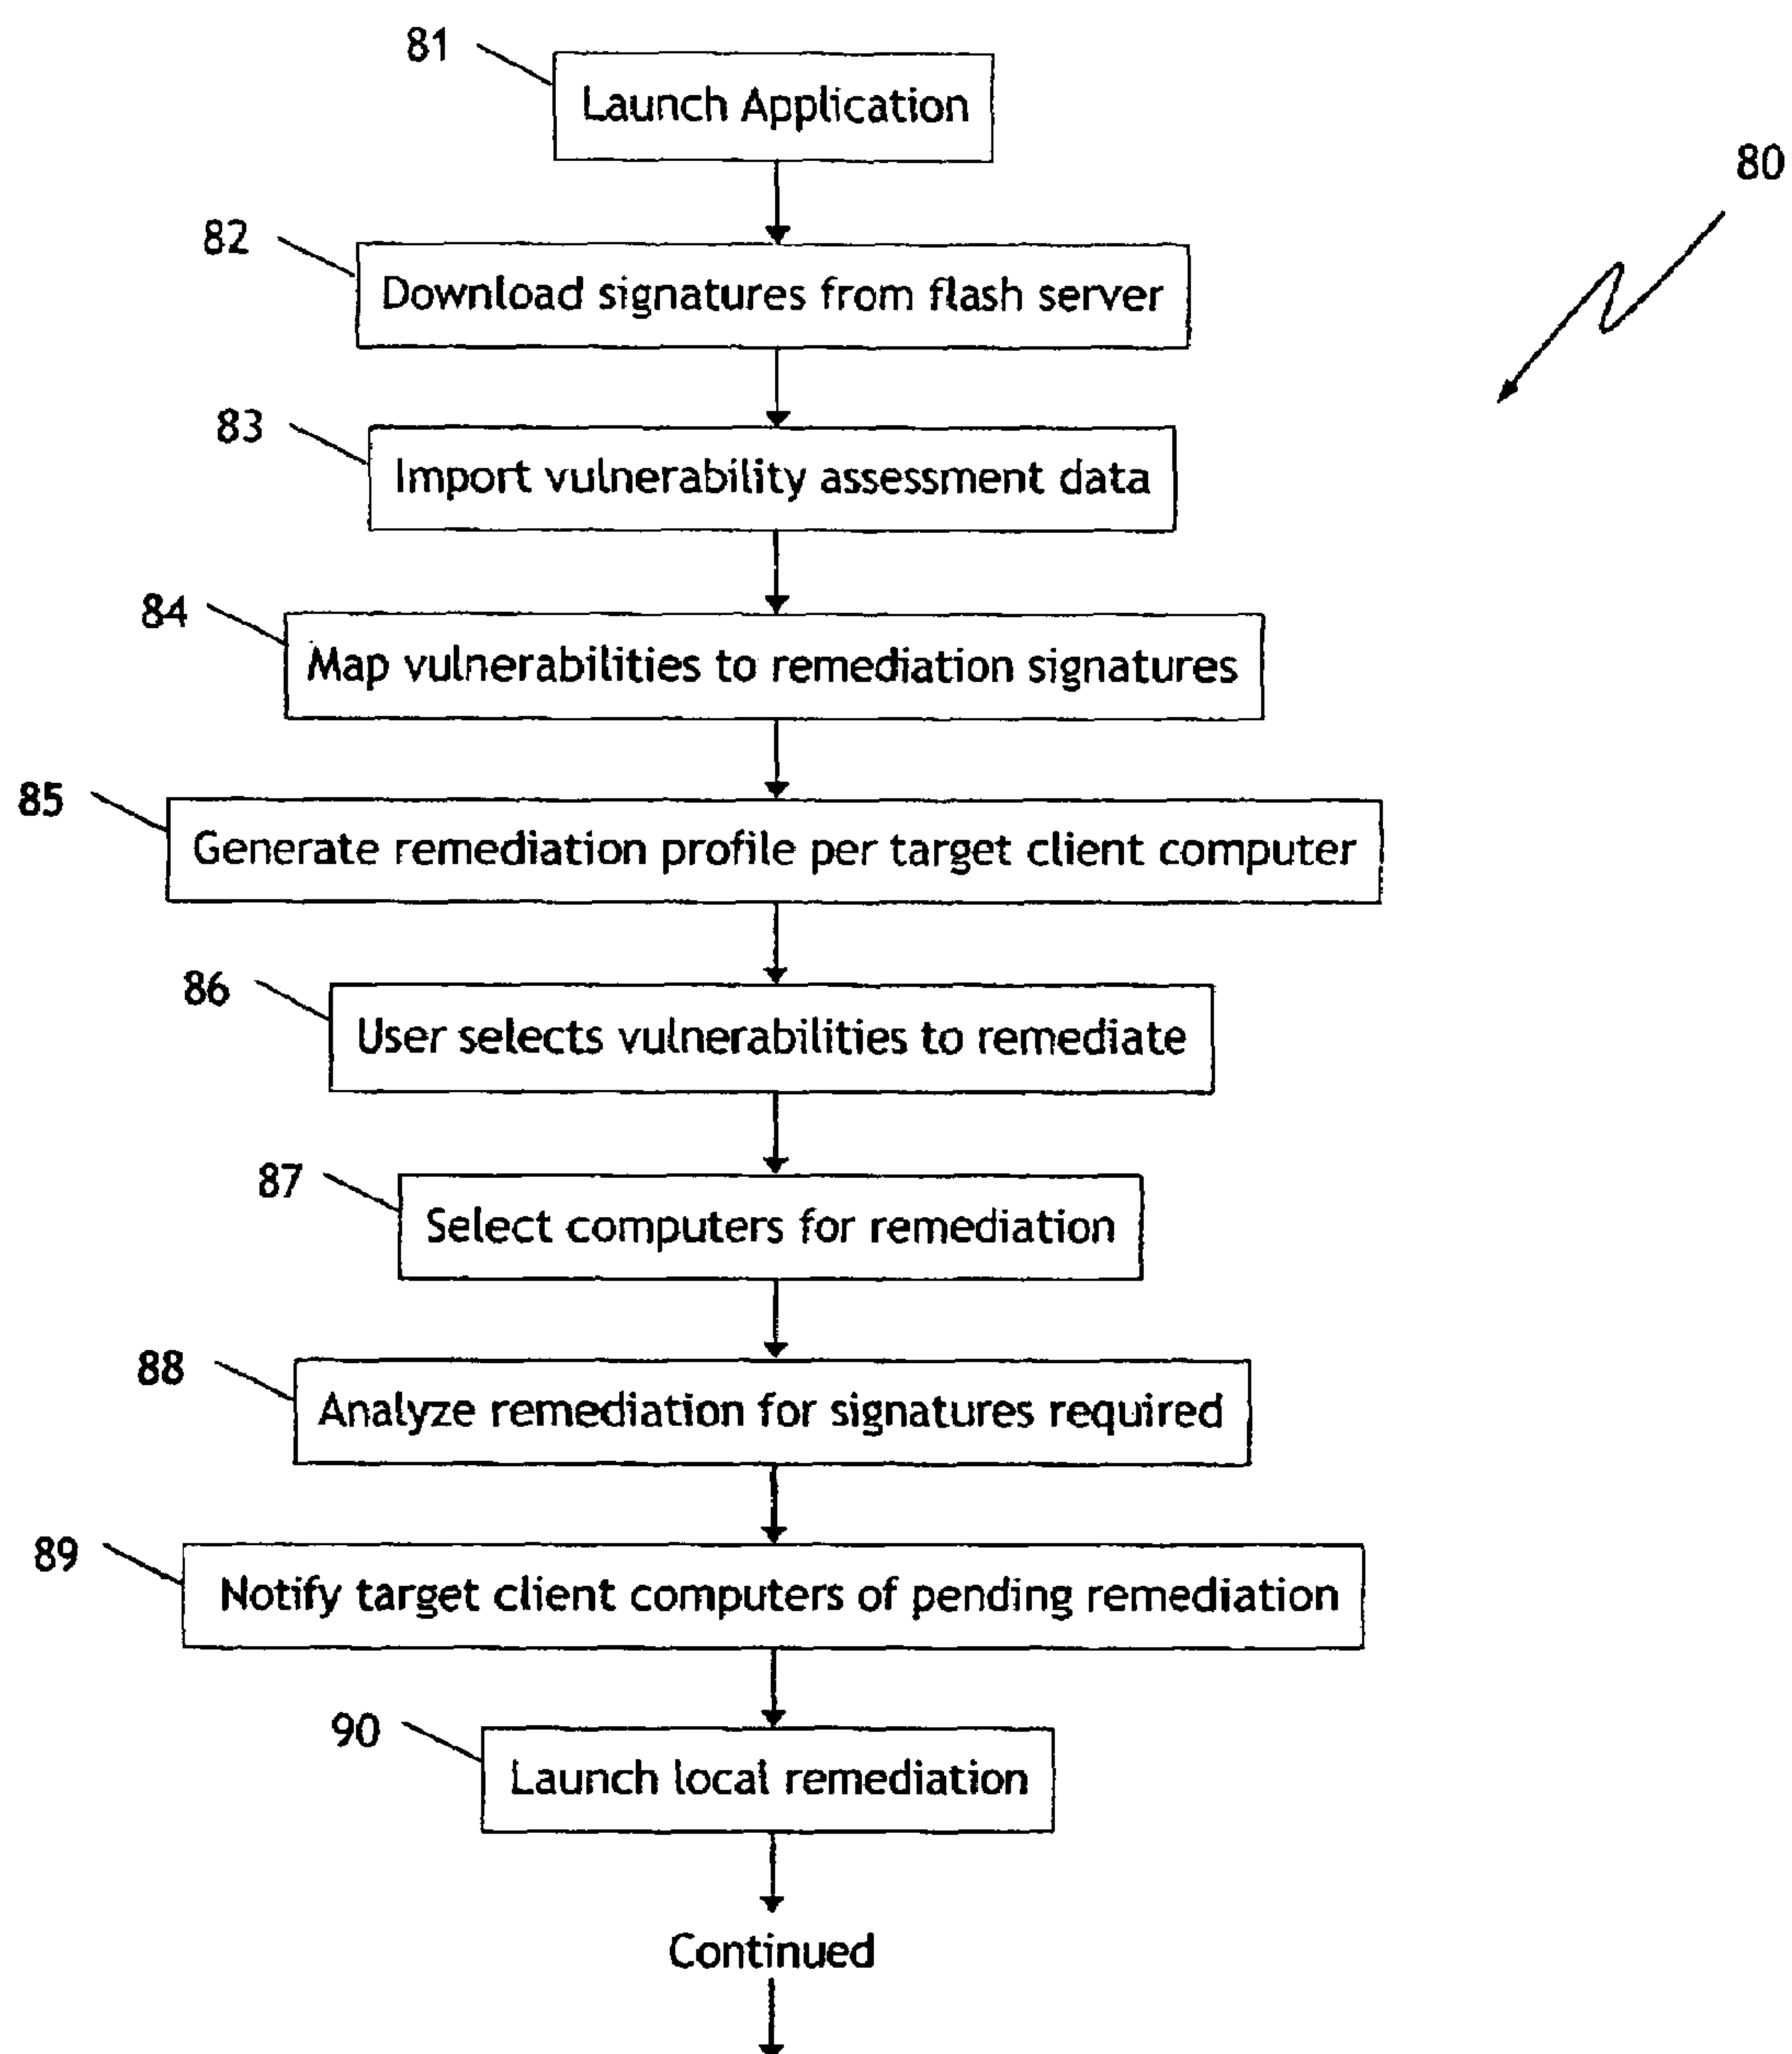 81
Launch Application
80
82
Download signatures from flash server
83
Import vulnerability assessment data
84
Map vulnerabilities to remediation signatures
85
Generate remediation profile per target client computer
86
User selects vulnerabilities to remediate
87
Select computers for remediation
88
Analyze remediation for signatures required
89
Notify target client computers of pending remediation
90
Launch local remediation
Continued